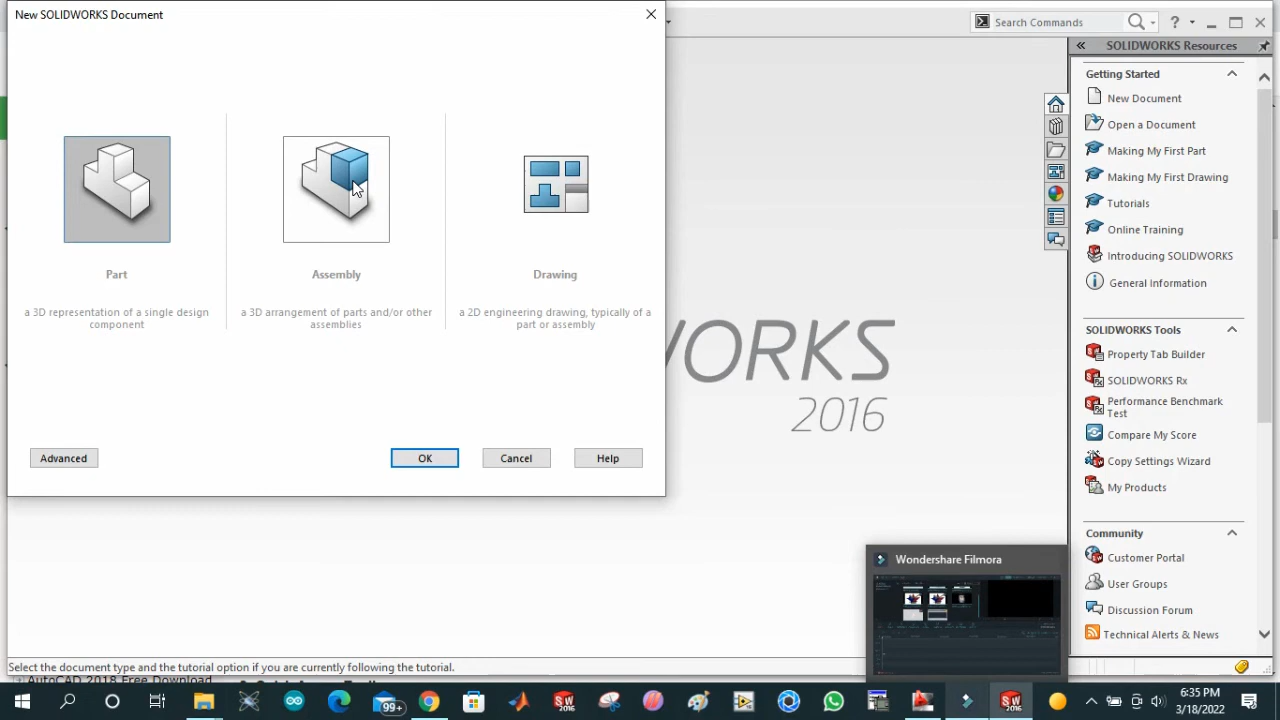 New SOLIDWORKS Document
Search Commands
?
SOLIDWORKS Resources
Part
a 3D representation of a single design
component
Assembly
a 3D arrangement of parts and/or other
assemblies
Drawing
a 2D engineering drawing, typically of a
part or assembly
Advanced
OK
Cancel
Help
WORKS
2016
Getting Started
New Document
Open a Document
Making My First Part
Making My First Drawing
Tutorials
Online Training
Introducing SOLIDWORKS
General Information
SOLIDWORKS Tools
Property Tab Builder
SOLIDWORKS Rx
Performance Benchmark
Test
Compare My Score
Copy Settings Wizard
My Products
Community
Customer Portal
User Groups
Discussion Forum
Technical Alerts & News
Wondershare Filmora
Select the document type and the tutorial option if you are currently following the tutorial.
AutoCAD 2018 Free Download
99+
SW
2016
SW
2016
6:35 PM
3/18/2022